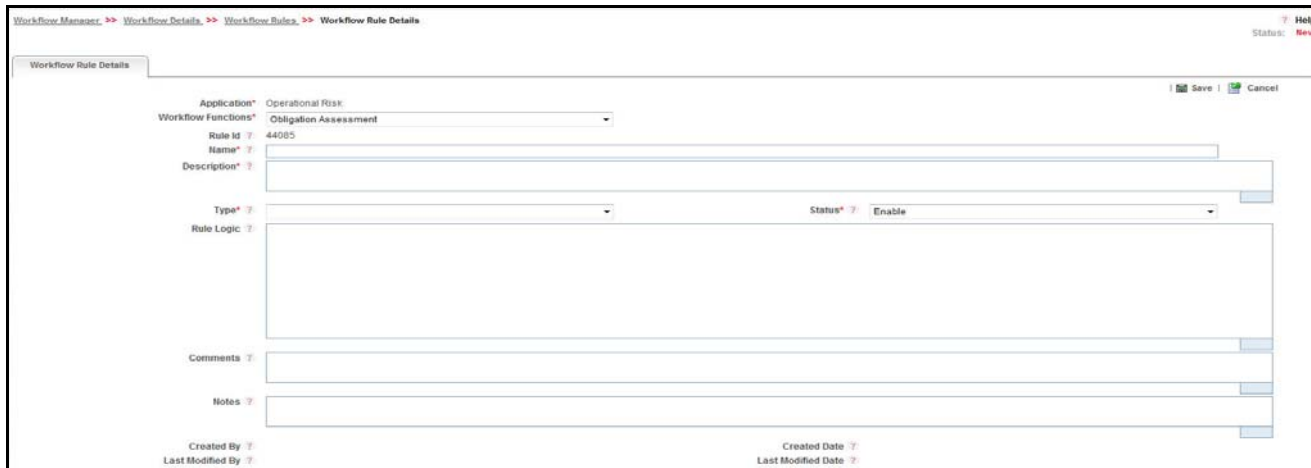 Workflow Manager >> Workflow Details >> Workflow Rules >> Workflow Rule Details
? Help
Status: New
Workflow Rule Details
| Save | Cancel
Application* Operational Risk
Workflow Functions* Obligation Assessment
Rule Id ? 44085
Name* ?
Description* ?
Type* ? Status* ? Enable
Rule Logic ?
Comments ?
Notes ?
Created By ? Created Date ?
Last Modified By ? Last Modified Date ?